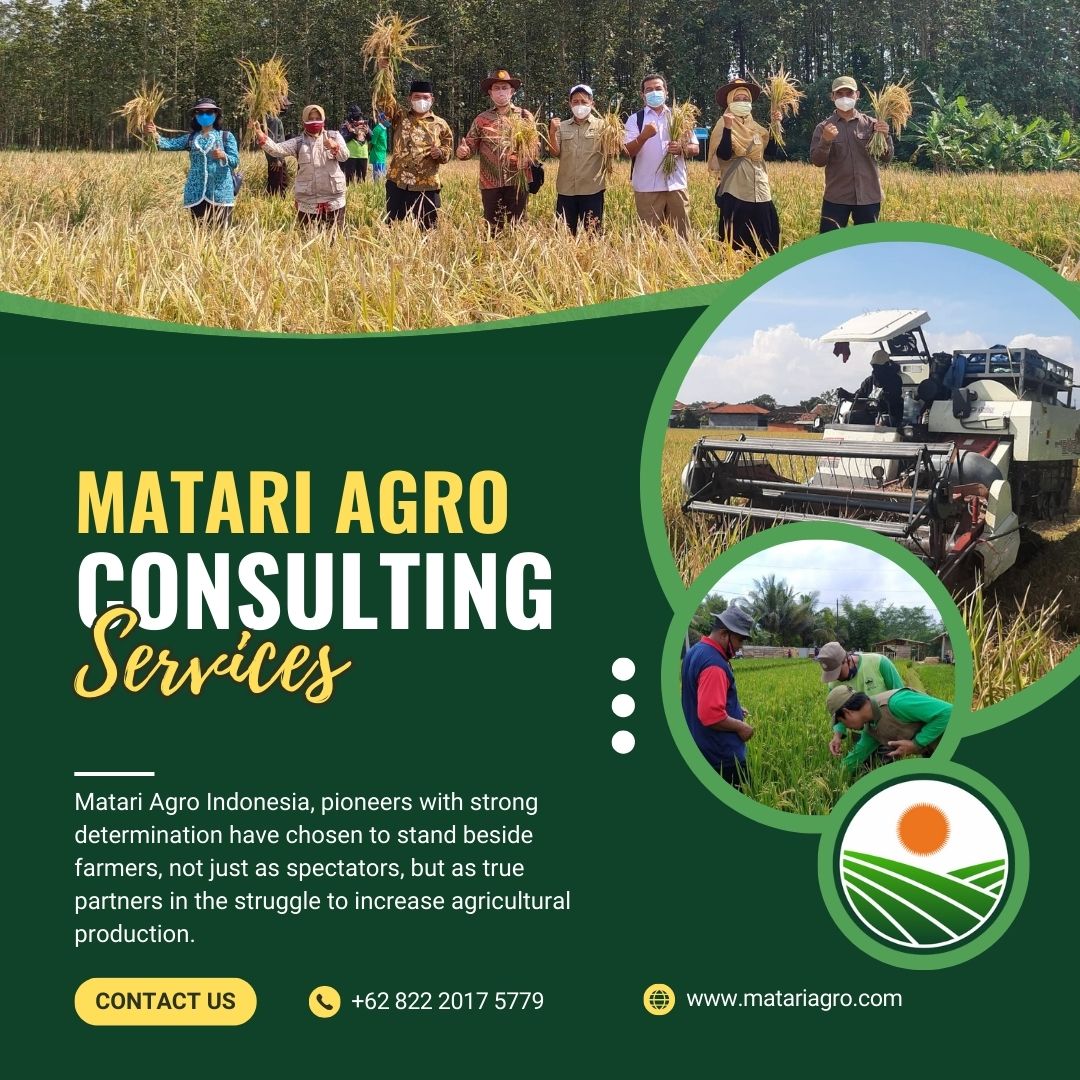 MATARI AGRO
CONSULTING
Services
Matari Agro Indonesia, pioneers with strong
determination have chosen to stand beside
farmers, not just as spectators, but as true
partners in the struggle to increase agricultural
production.
CONTACT US
+62 822 2017 5779
www.matariagro.com